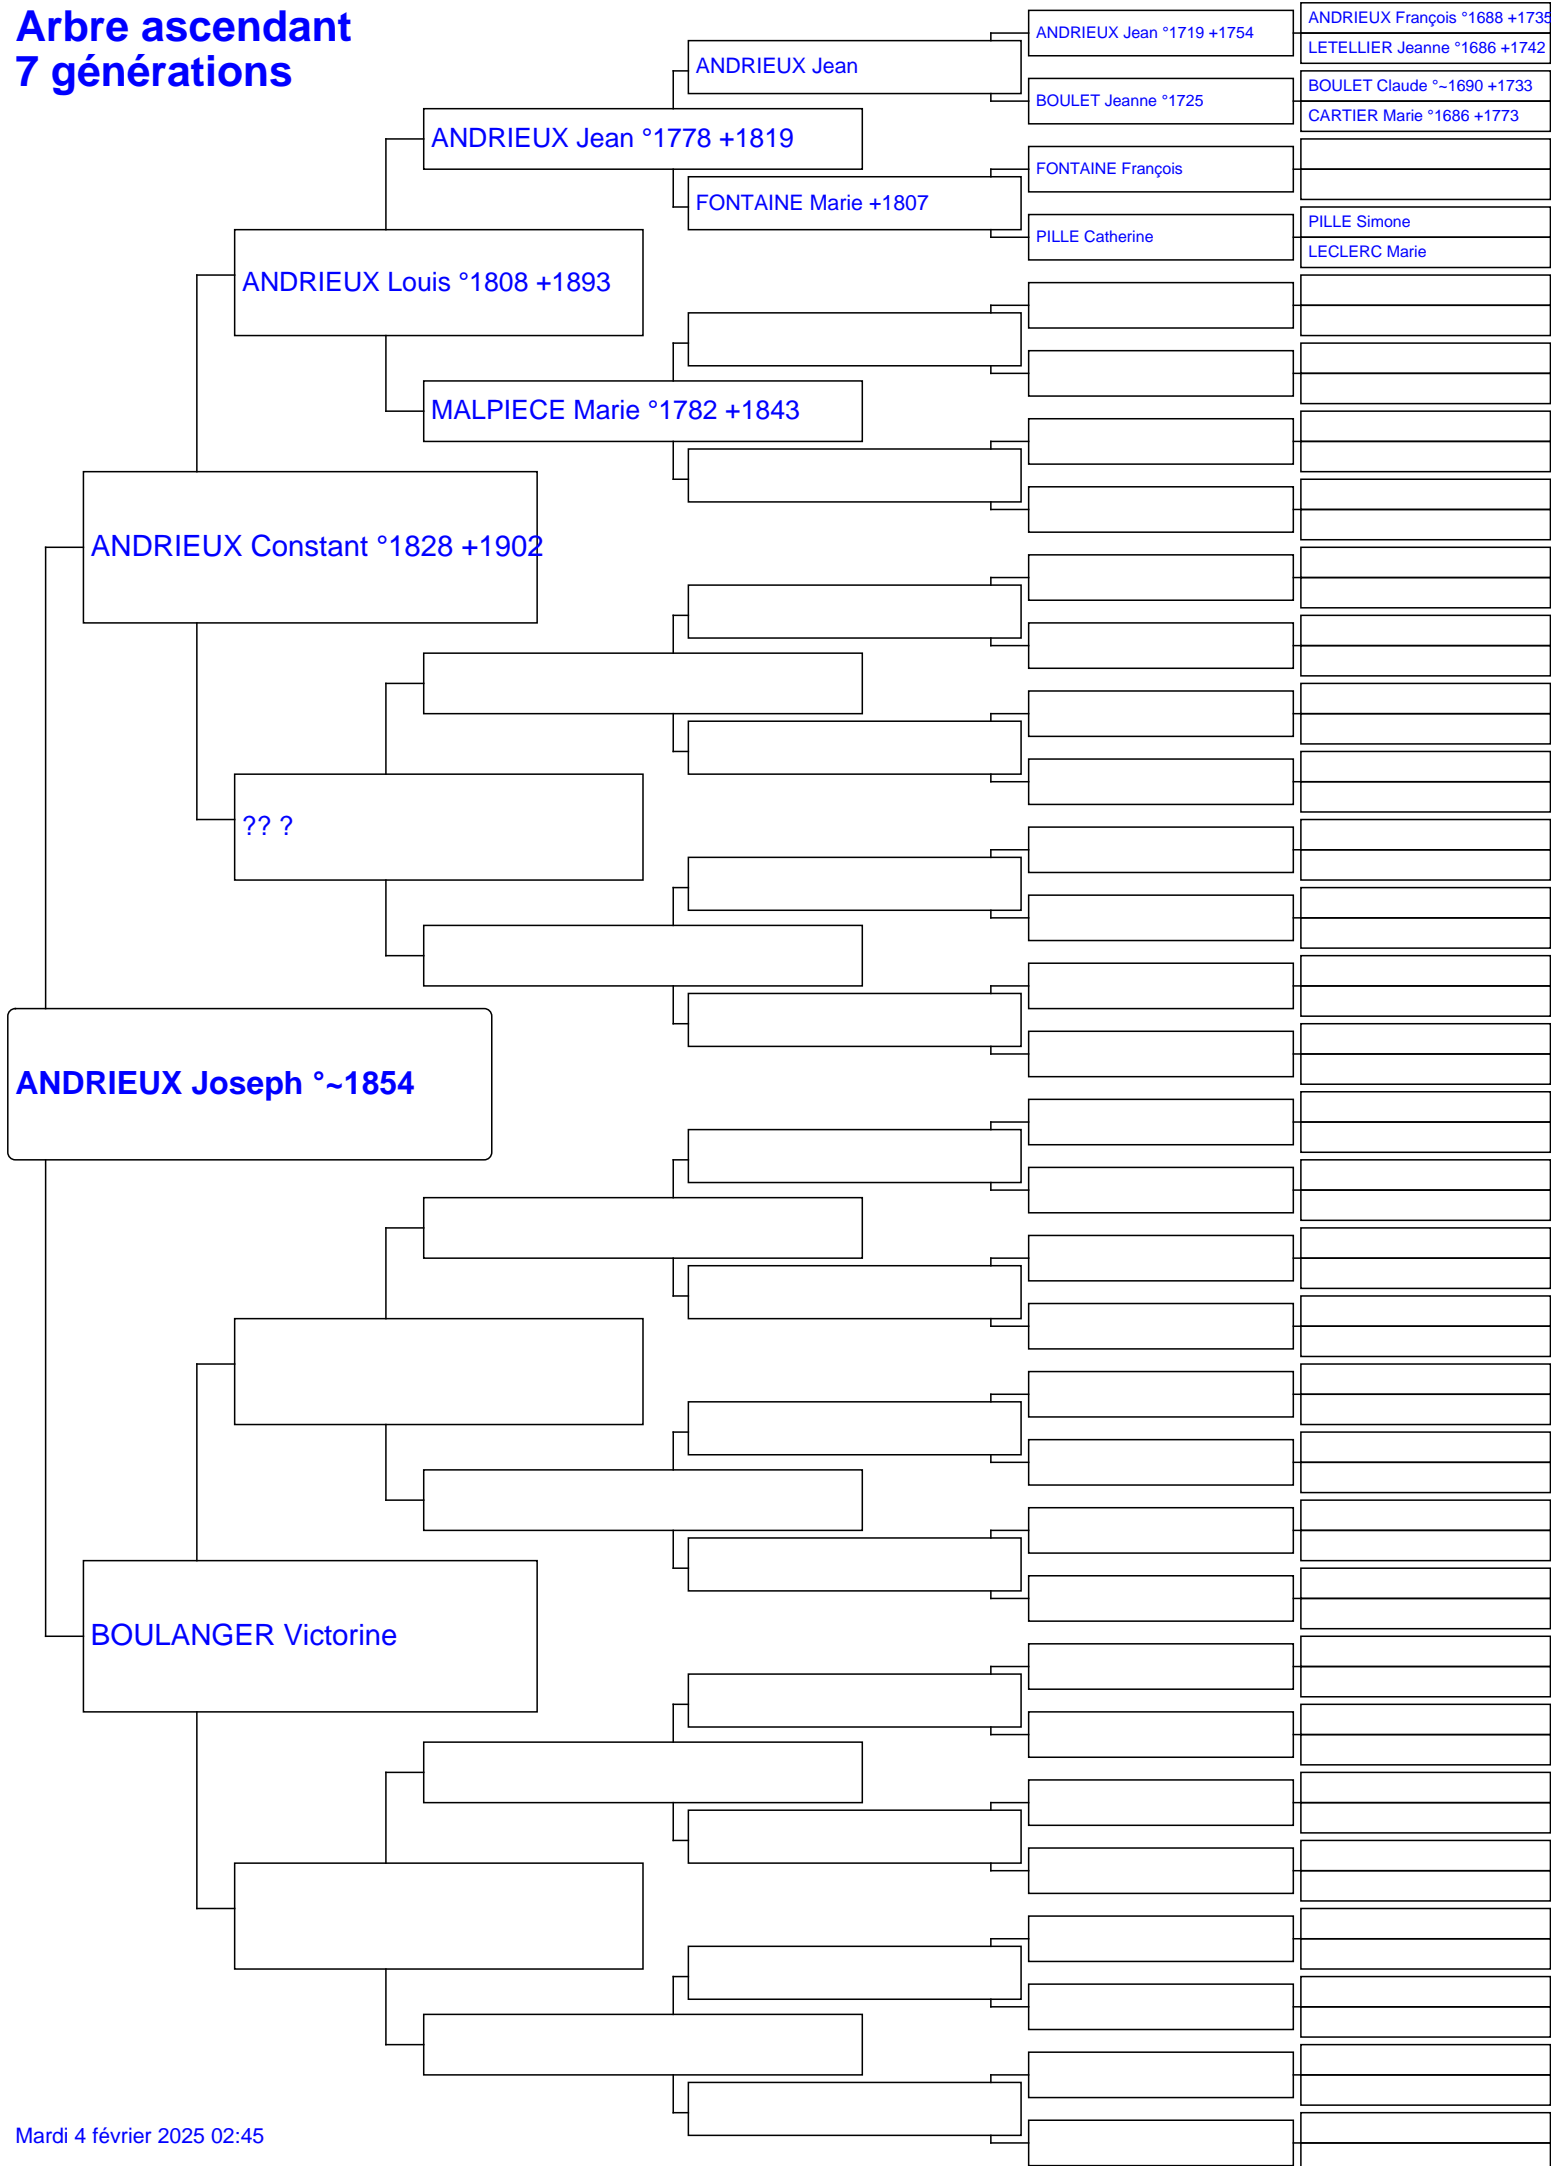 Arbre ascendant
7 générations
ANDRIEUX Joseph °~1854
ANDRIEUX Constant °1828 +1902
BOULANGER Victorine
ANDRIEUX Louis °1808 +1893
?? ?
ANDRIEUX Jean °1778 +1819
MALPIECE Marie °1782 +1843
ANDRIEUX Jean
FONTAINE Marie +1807
ANDRIEUX Jean °1719 +1754
BOULET Jeanne °1725
FONTAINE François
PILLE Catherine
ANDRIEUX François °1688 +1735
LETELLIER Jeanne °1686 +1742
BOULET Claude °~1690 +1733
CARTIER Marie °1686 +1773
PILLE Simone
LECLERC Marie
Mardi 4 février 2025 02:45